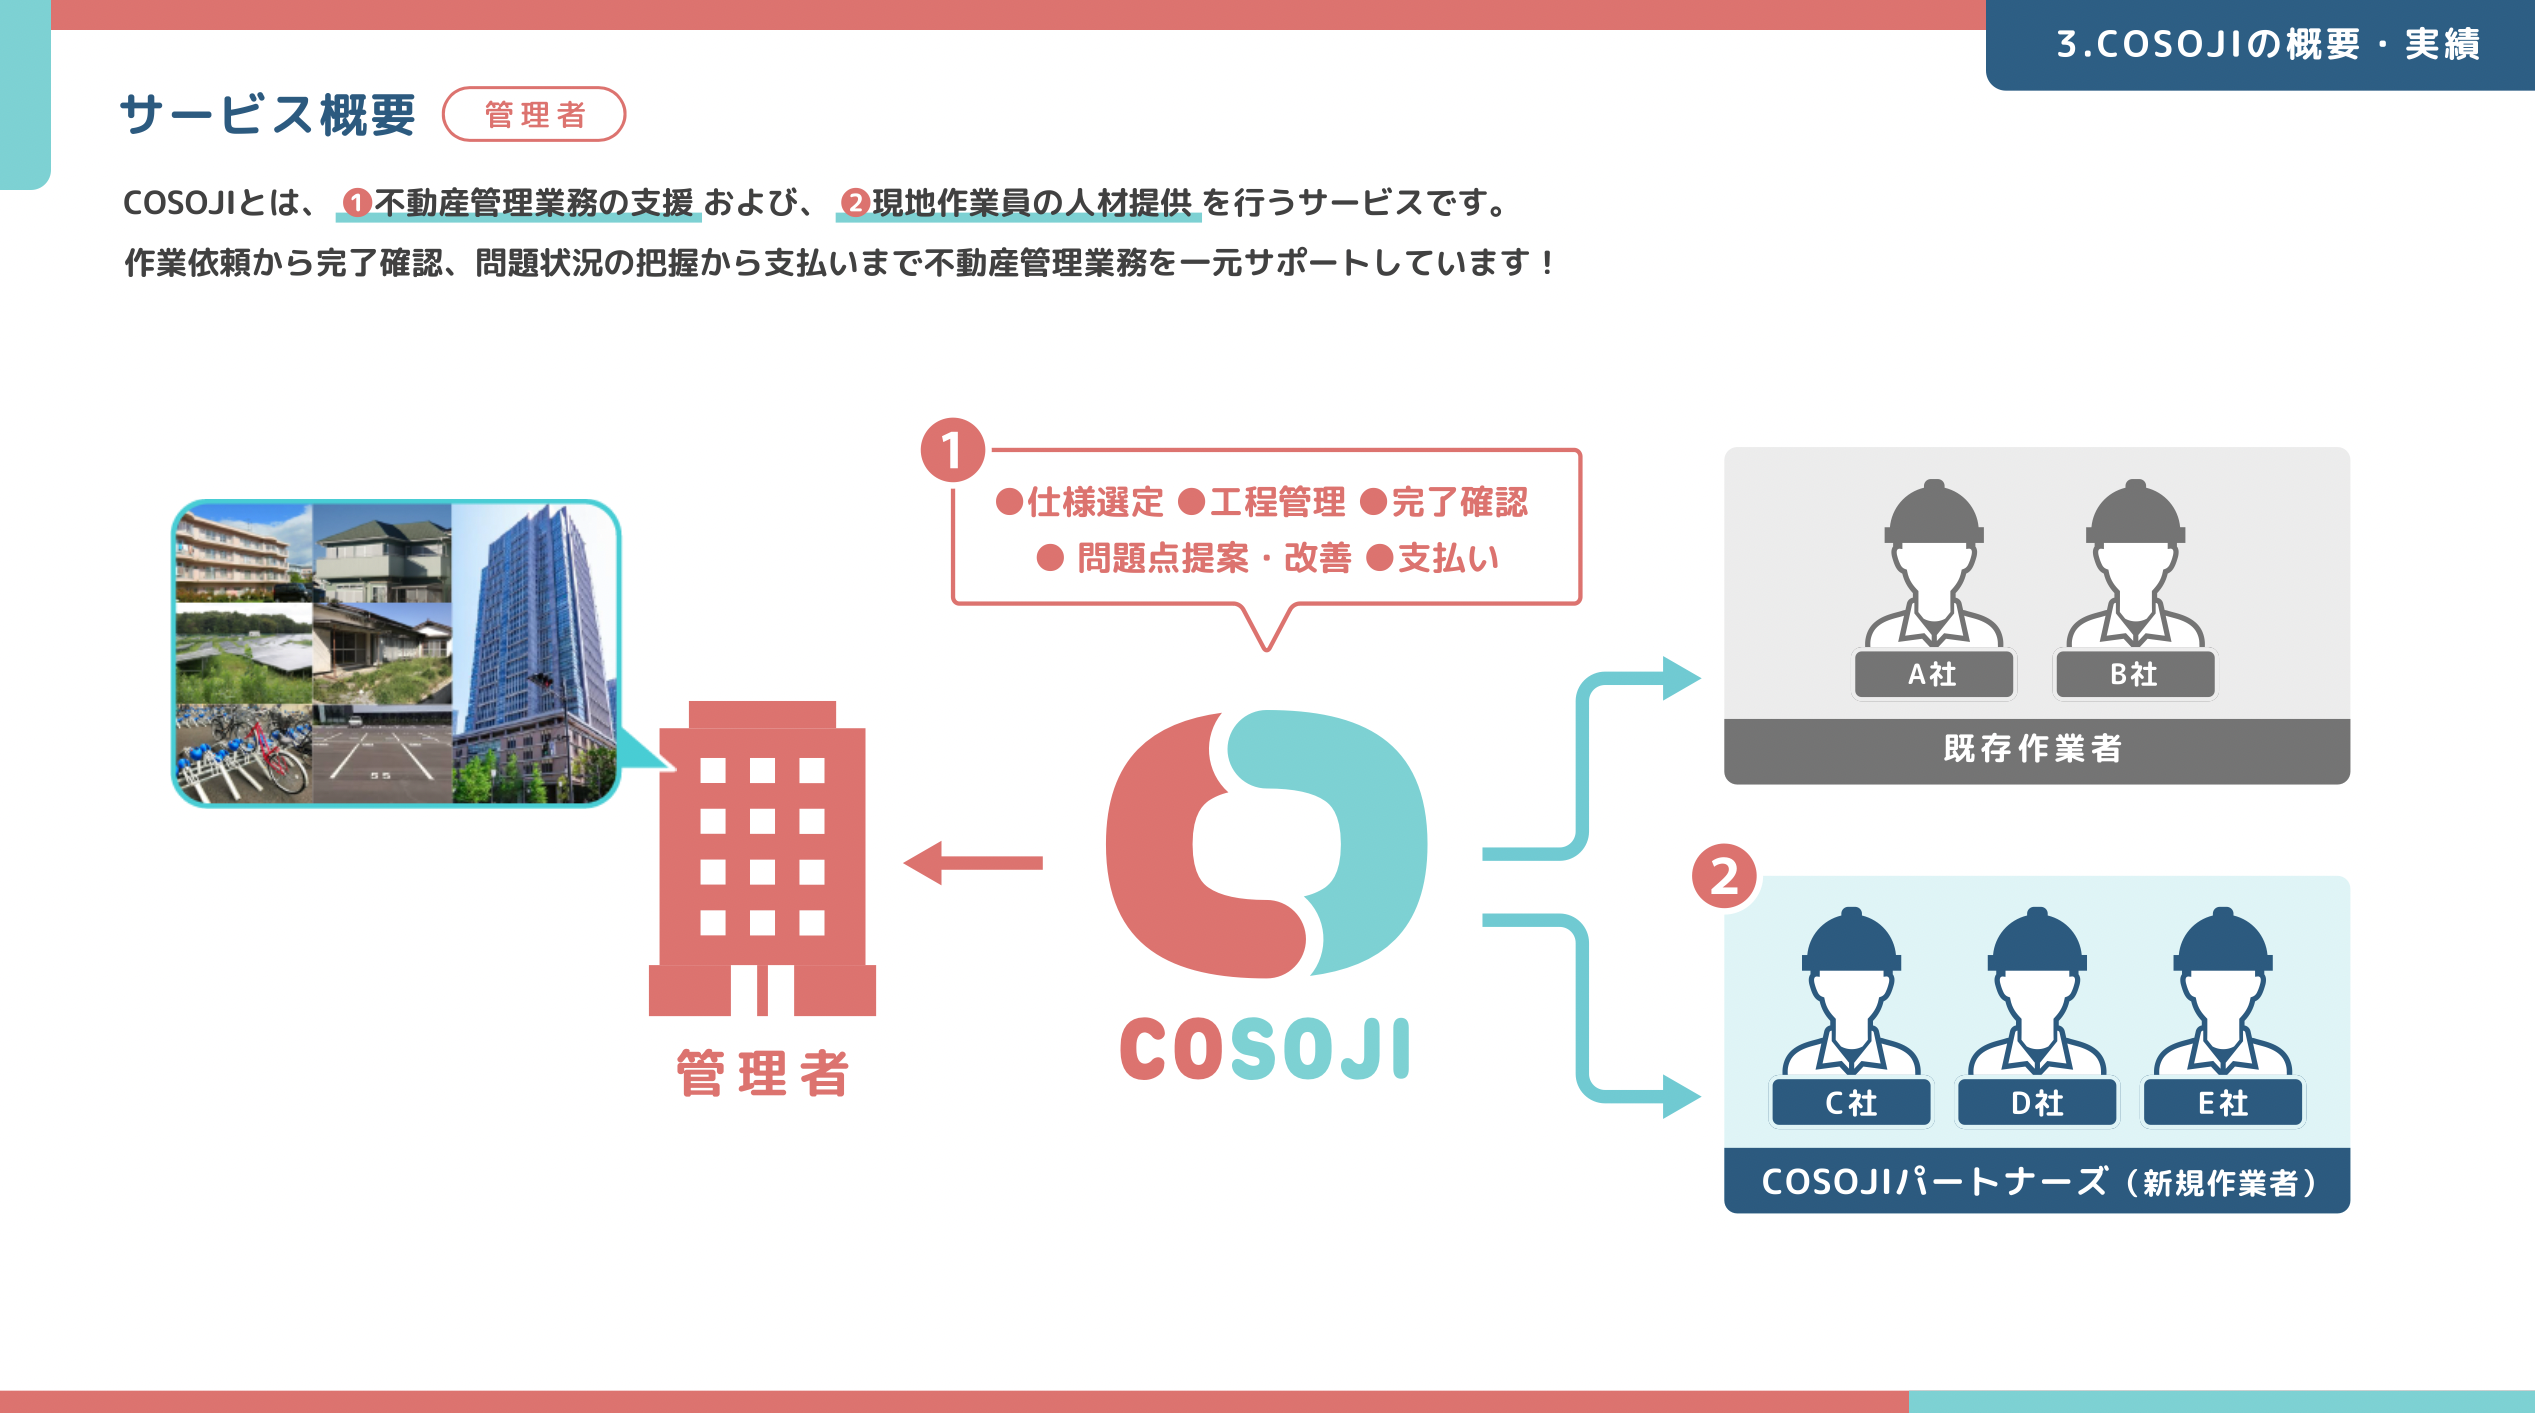 3.COSOJIの概要・実績
サービス概要 管理者
COSOJIとは、 ❶不動産管理業務の支援 および、 ❷現地作業員の人材提供 を行うサービスです。
作業依頼から完了確認、問題状況の把握から支払いまで不動産管理業務を一元サポートしています！
1
●仕様選定 ●工程管理 ●完了確認
● 問題点提案・改善 ●支払い
55
管理者
COSOJI
A社 B社
既存作業者
2
C社 D社 E社
COSOJIパートナーズ（新規作業者）